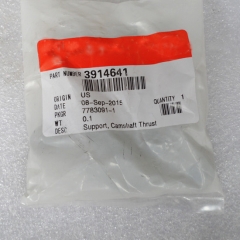 PART NUMBER 3914641
ORIGIN US QUANTITY 1
DATE 08-Sep-2015
PKGR 7783091-1
WT 0.1
DESC Support, Camshaft Thrust